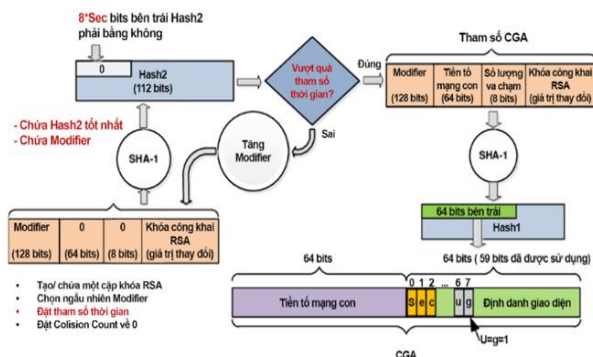 8*Sec bits bên trái Hash2
phải bằng không
0
Hash2
(112 bits)
- Chứa Hash2 tốt nhất
- Chứa Modifier
SHA-1
Modifier
(128 bits)
0
(64 bits)
0
(8 bits)
Khóa công khai
RSA
(giá trị thay đổi)
• Tạo/ chứa một cặp khóa RSA
• Chọn ngẫu nhiên Modifier
• Đặt tham số thời gian
• Đặt Colision Count về 0
Vượt quá
tham số
thời gian?
Đúng
Sai
Tăng
Modifier
Tham số CGA
Modifier
(128 bits)
Tiền tố
mạng con
(64 bits)
Số lượng
va chạm
(8 bits)
Khóa công khai
RSA
(giá trị thay đổi)
SHA-1
64 bits bên trái
Hash1
64 bits
64 bits ( 59 bits đã được sử dụng)
0 1 2 ... 6 7
Tiền tố mạng con
S e c
u g
Định danh giao diện
U=g=1
CGA